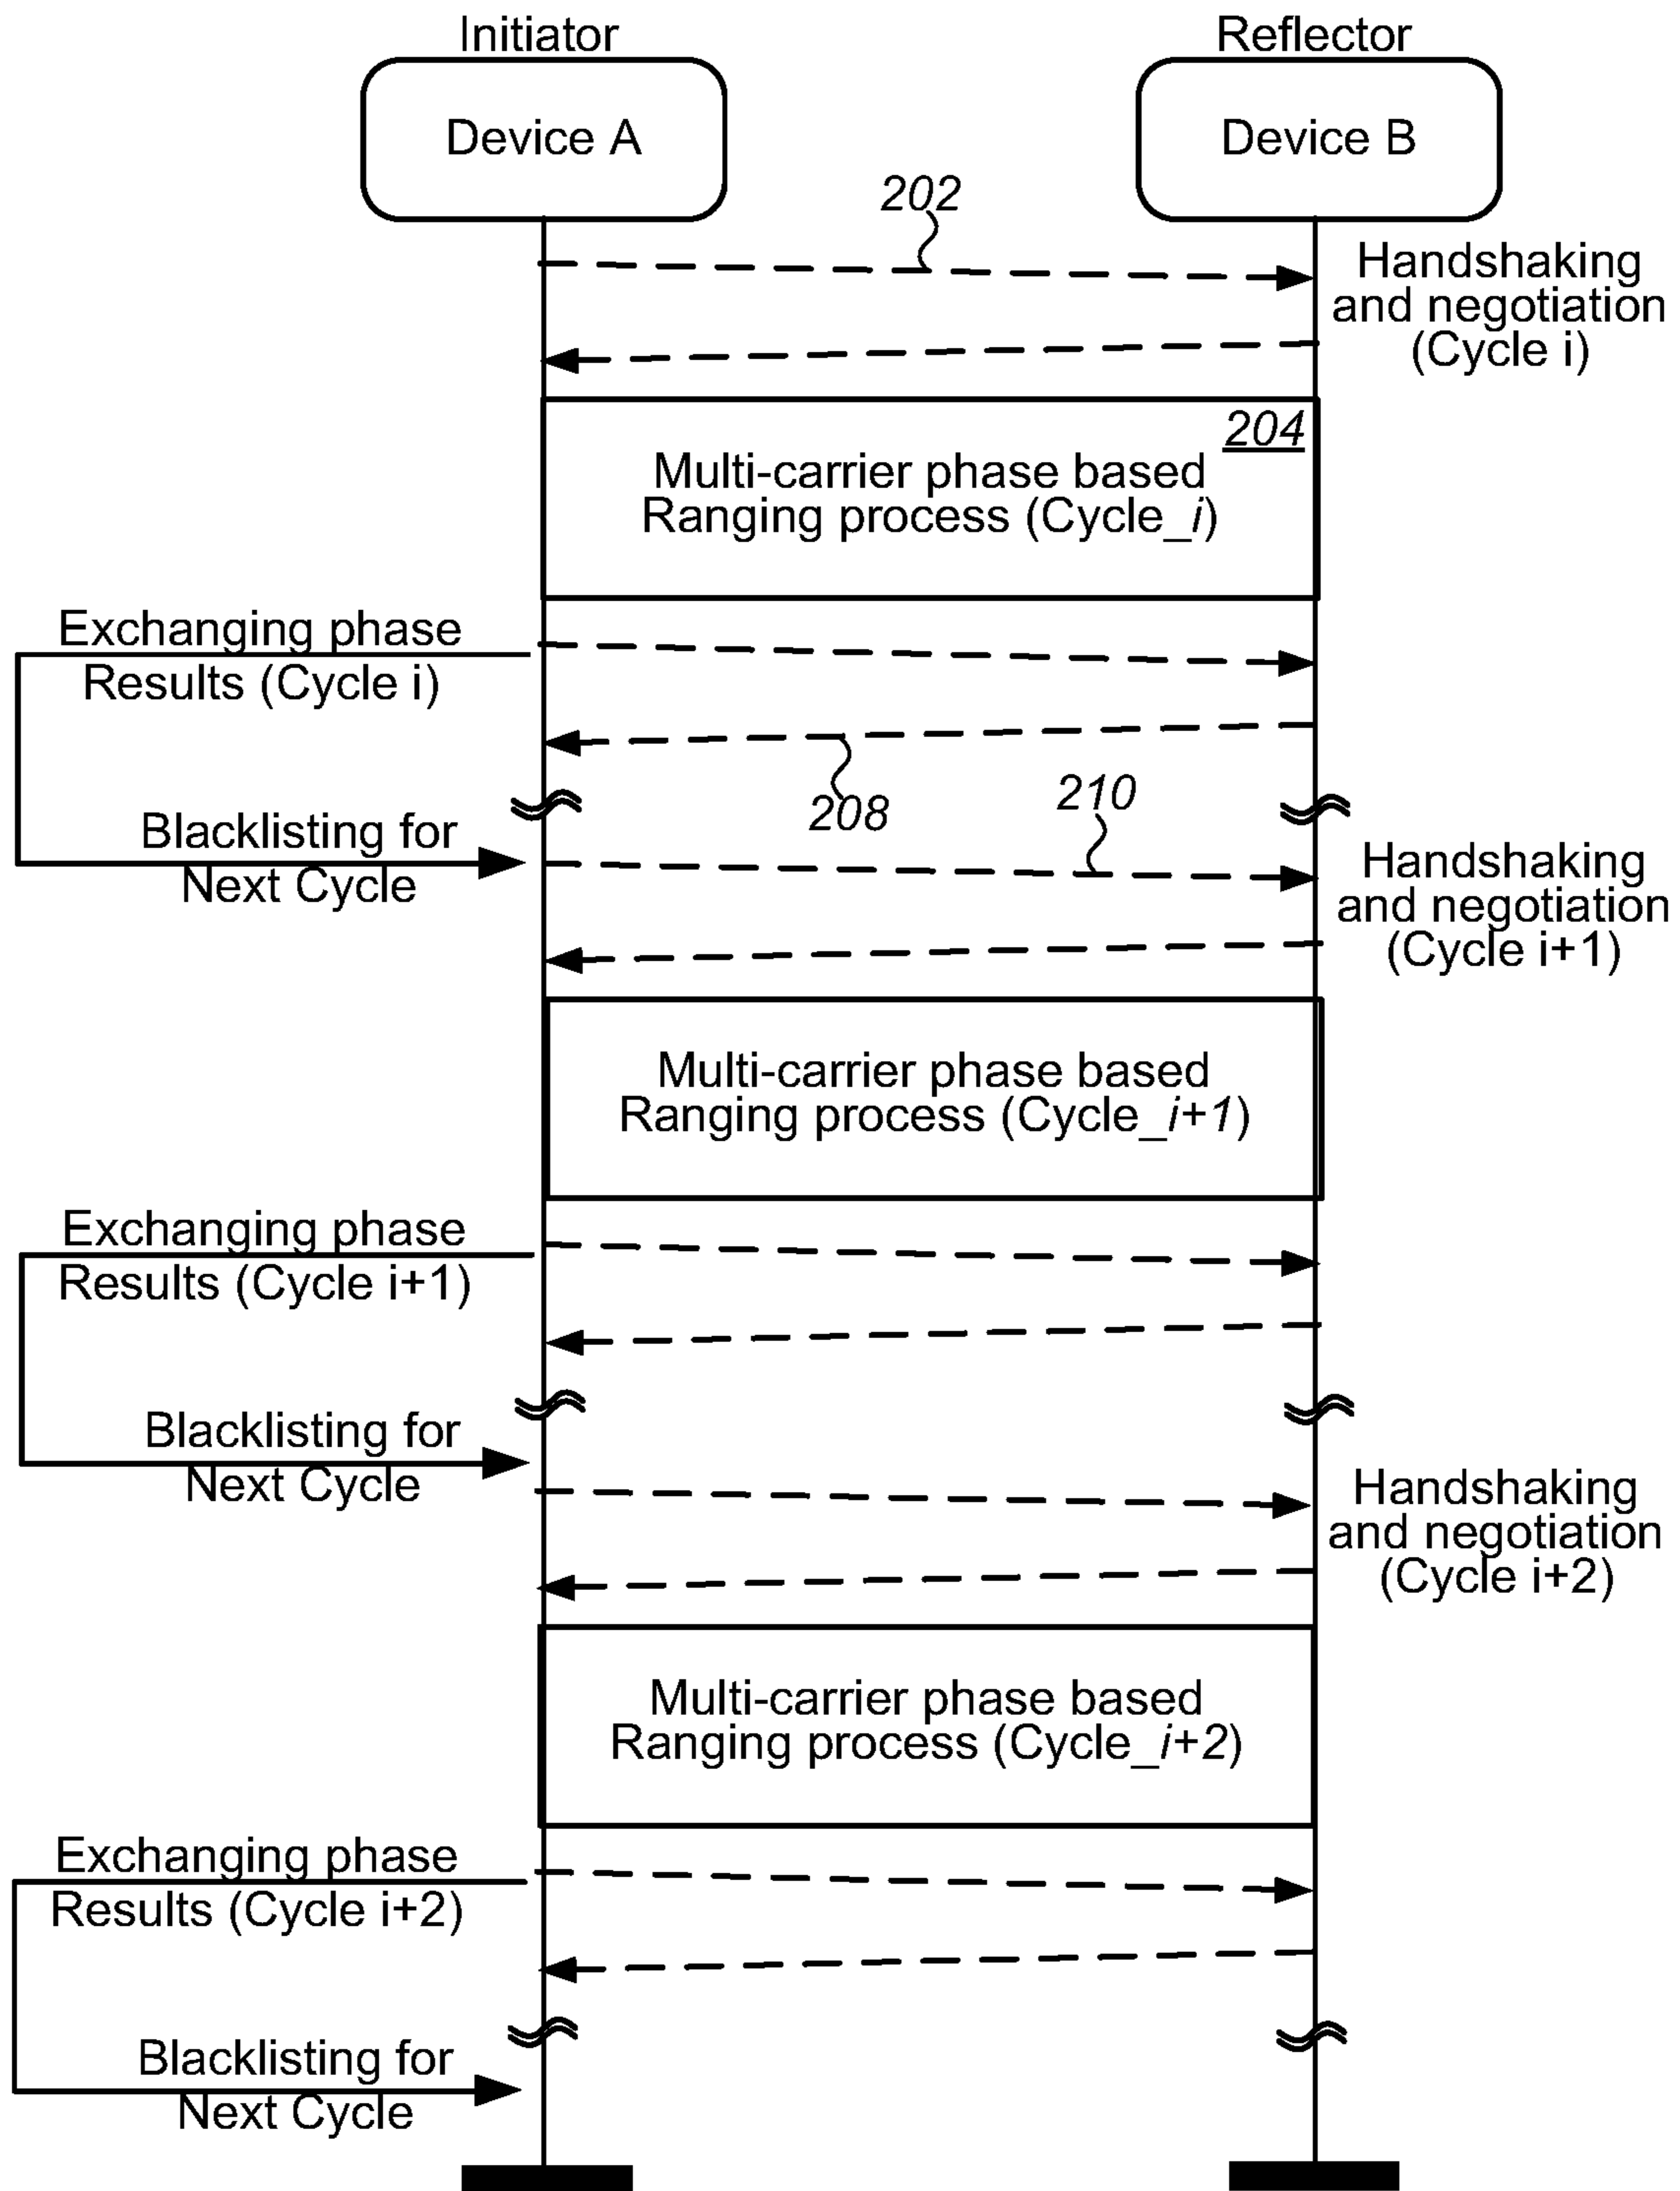 Initiator
Reflector
Device A
Device B
202
Handshaking
and negotiation
(Cycle i)
204
Multi-carrier phase based
Ranging process (Cycle_i)
Exchanging phase
Results (Cycle i)
208
210
Blacklisting for
Next Cycle
Handshaking
and negotiation
(Cycle i+1)
Multi-carrier phase based
Ranging process (Cycle_i+1)
Exchanging phase
Results (Cycle i+1)
Blacklisting for
Next Cycle
Handshaking
and negotiation
(Cycle i+2)
Multi-carrier phase based
Ranging process (Cycle_i+2)
Exchanging phase
Results (Cycle i+2)
Blacklisting for
Next Cycle